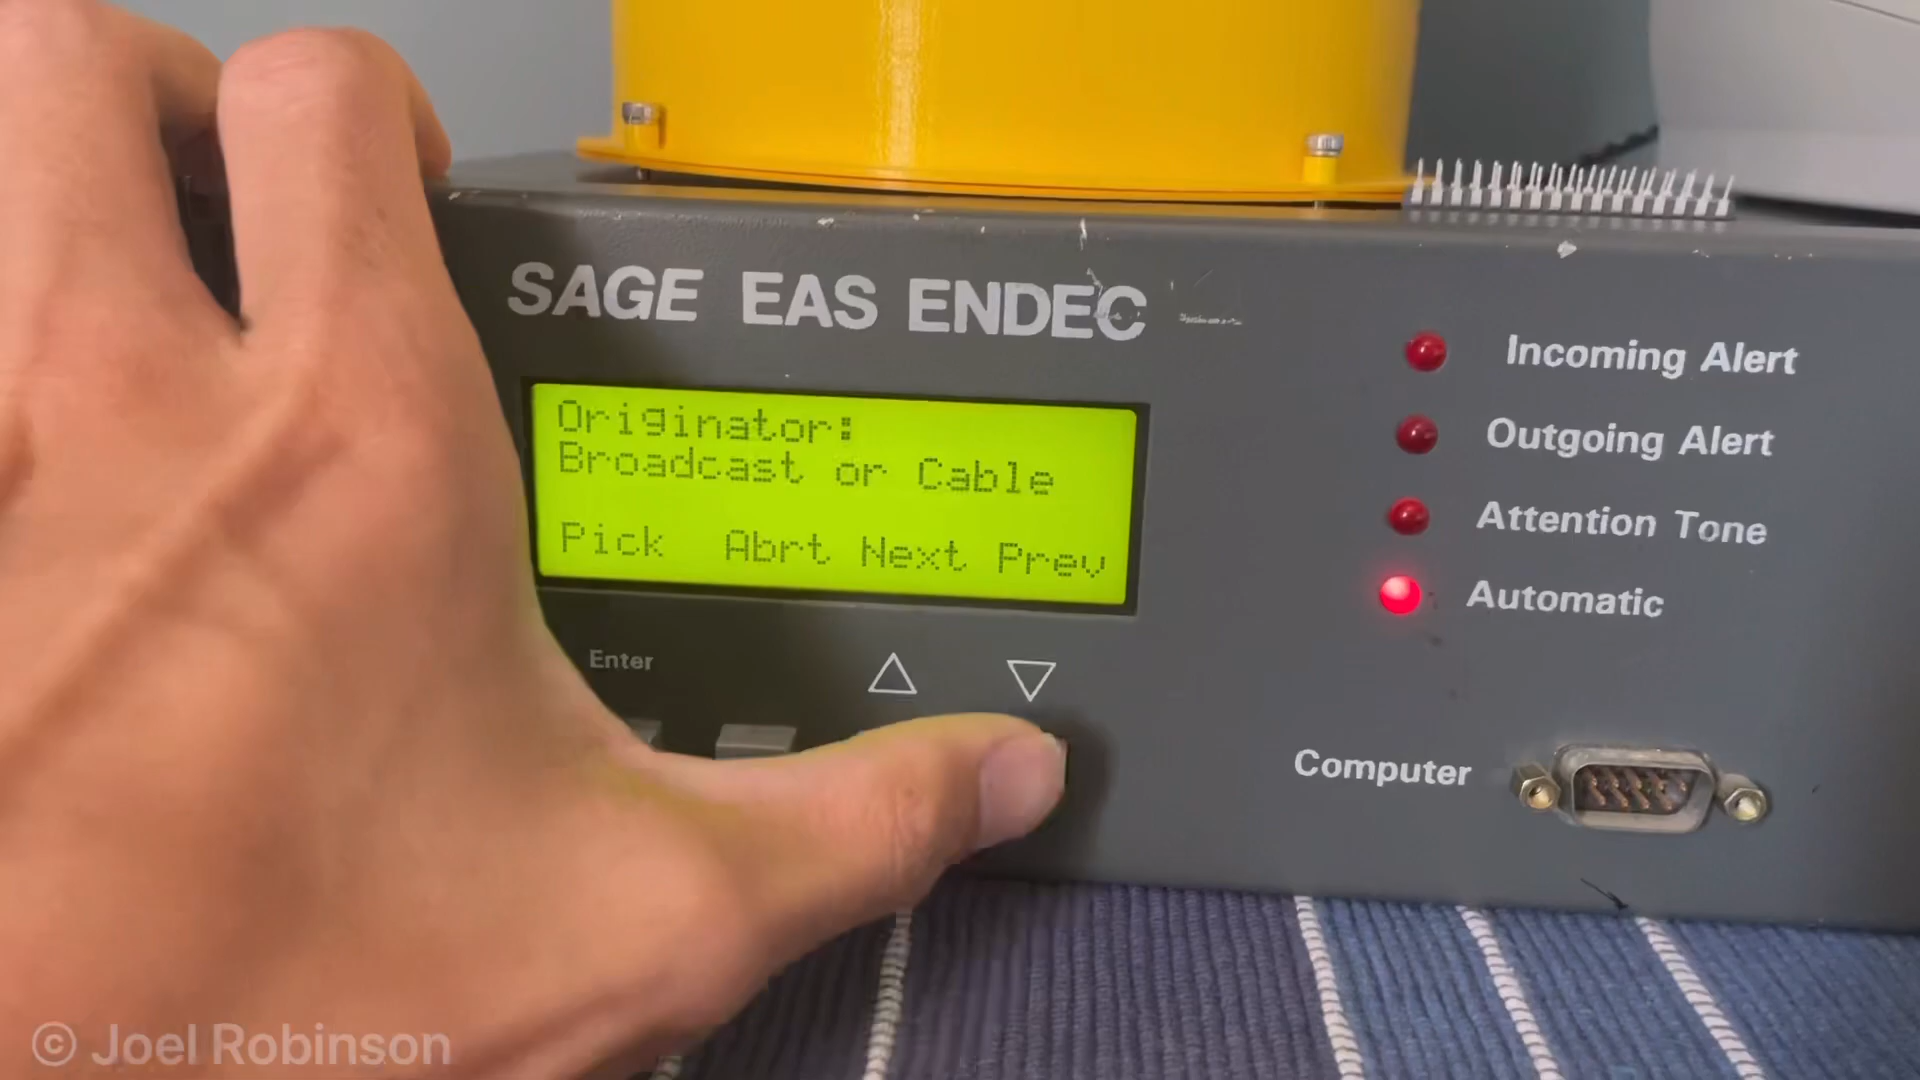 SAGE EAS ENDEC
Originator:
Broadcast or Cable
Pick Abrt Next Prev
Enter
Incoming Alert
Outgoing Alert
Attention Tone
Automatic
Computer
© Joel Robinson